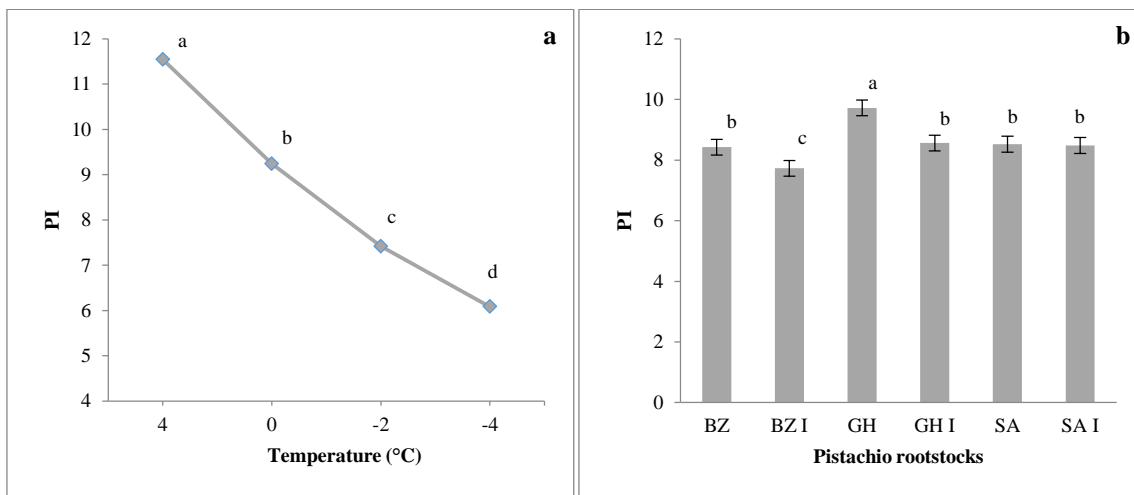 a
PI
12
11
10
9
8
7
6
5
4
a
b
c
d
4 0 -2 -4
Temperature (°C)
b
PI
12
10
8
6
4
2
0
b
c
a
b
b
b
BZ BZ I GH GH I SA SA I
Pistachio rootstocks